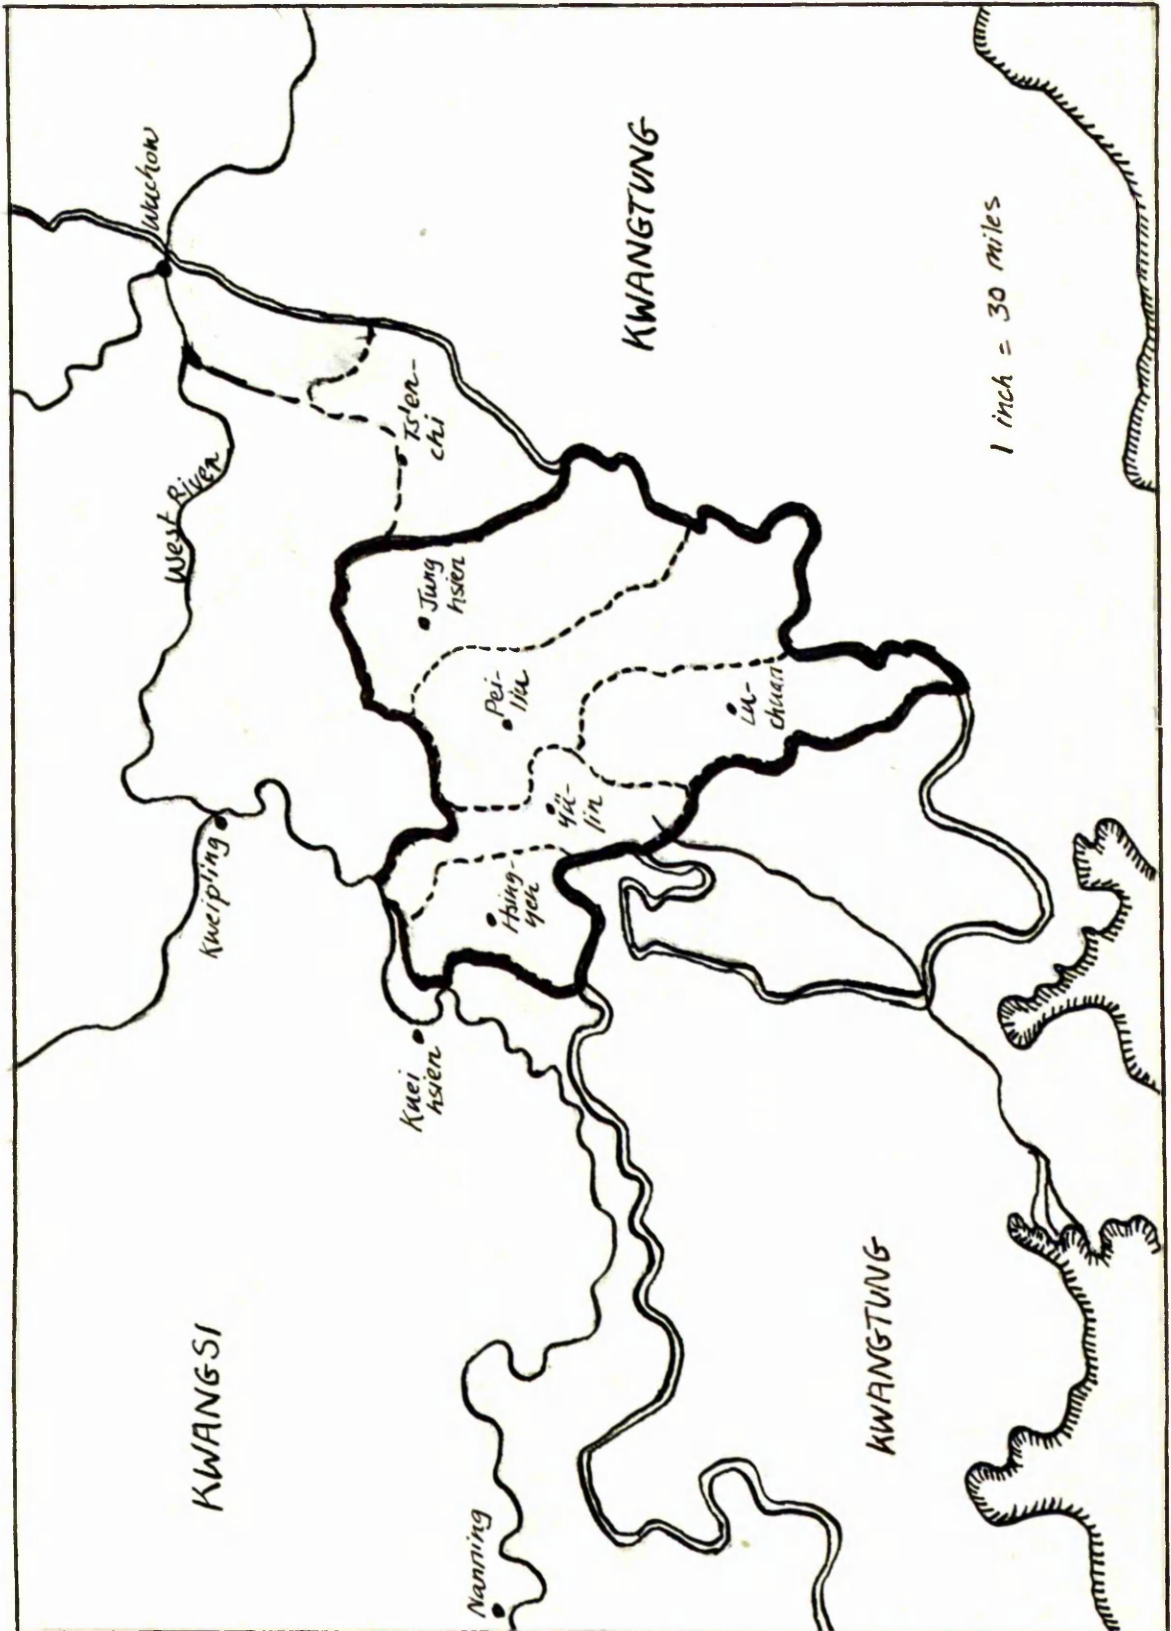 KWANGSI
KWANGTUNG
KWANGTUNG
Wuchow
West River
Ts'en-
chi
Kweiping
Jung
hsien
Pei-
liu
Lu-
chuan
Yü-
lin
Hsing-
yeh
Kuei
hsien
Nanning
1 inch = 30 miles